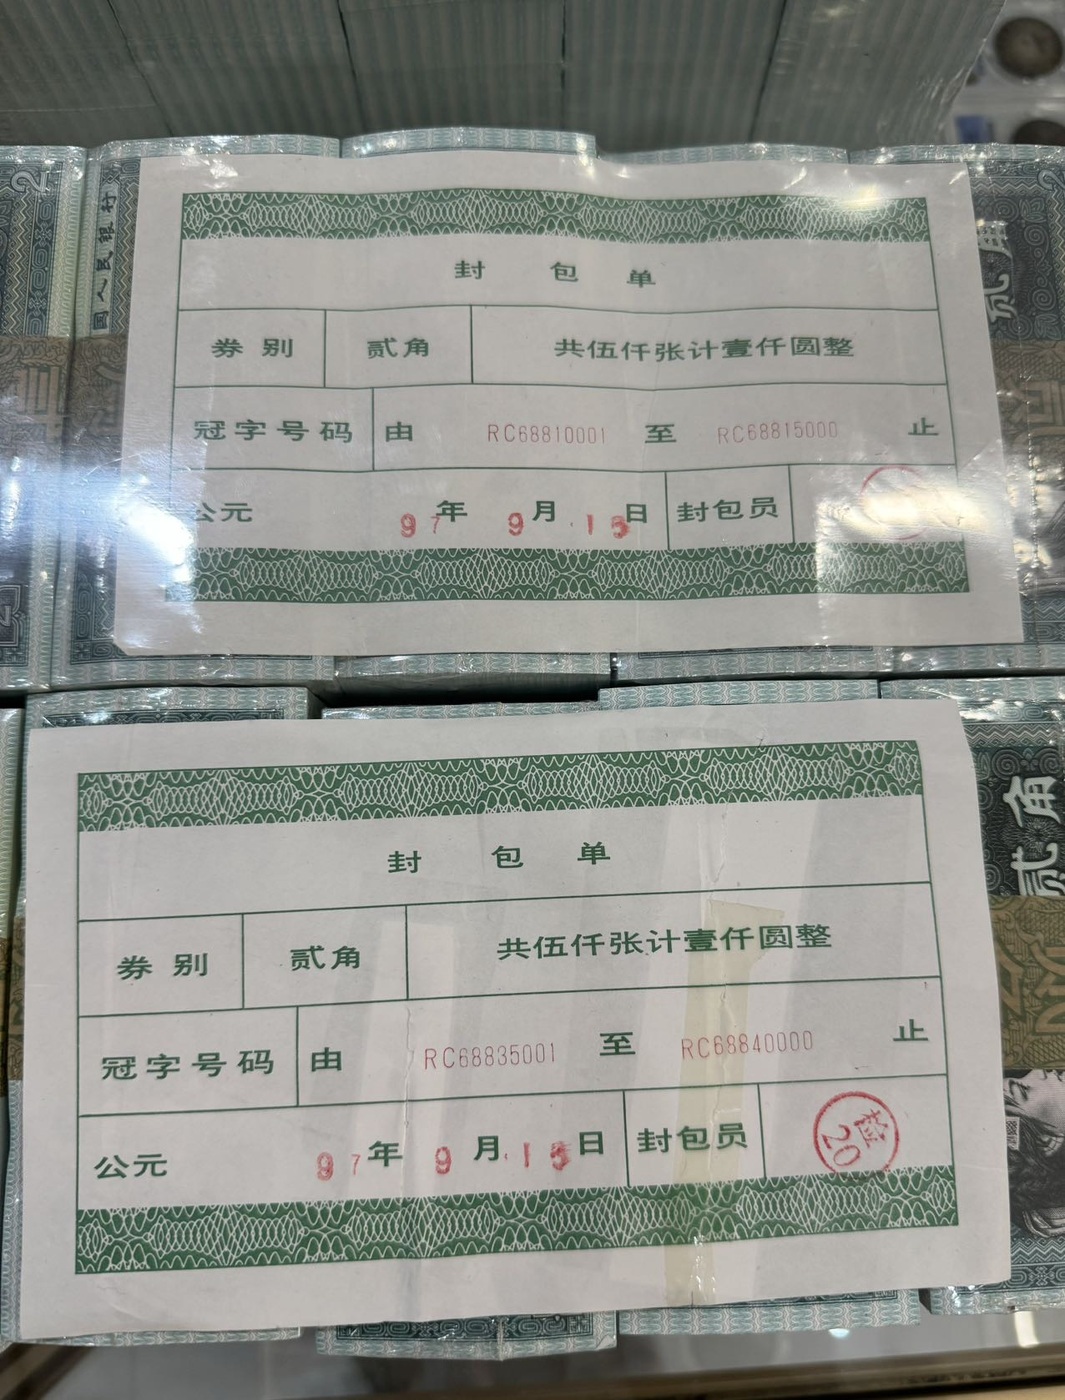 封 包 单
券 别 贰角 共伍仟张计壹仟圆整
冠字号码 由 RC68810001 至 RC68815000 止
公元 97年 9月 15日 封包员
贰角
封 包 单
券 别 贰角 共伍仟张计壹仟圆整
冠字号码 由 RC68835001 至 RC68840000 止
公元 97年 9月 15日 封包员 检 20
贰角